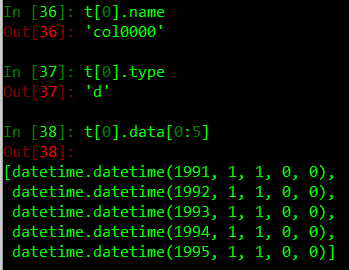 In [36]: t[0].name
Out[36]: 'col0000'
In [37]: t[0].type
Out[37]: 'd'
In [38]: t[0].data[0:5]
Out[38]:
[datetime.datetime(1991, 1, 1, 0, 0),
datetime.datetime(1992, 1, 1, 0, 0),
datetime.datetime(1993, 1, 1, 0, 0),
datetime.datetime(1994, 1, 1, 0, 0),
datetime.datetime(1995, 1, 1, 0, 0)]